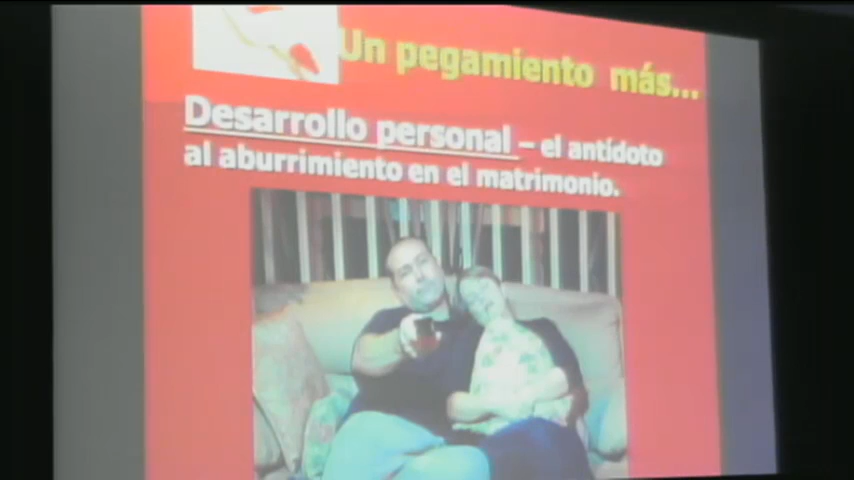 Un pegamiento más...
Desarrollo personal – el antídoto
al aburrimiento en el matrimonio.